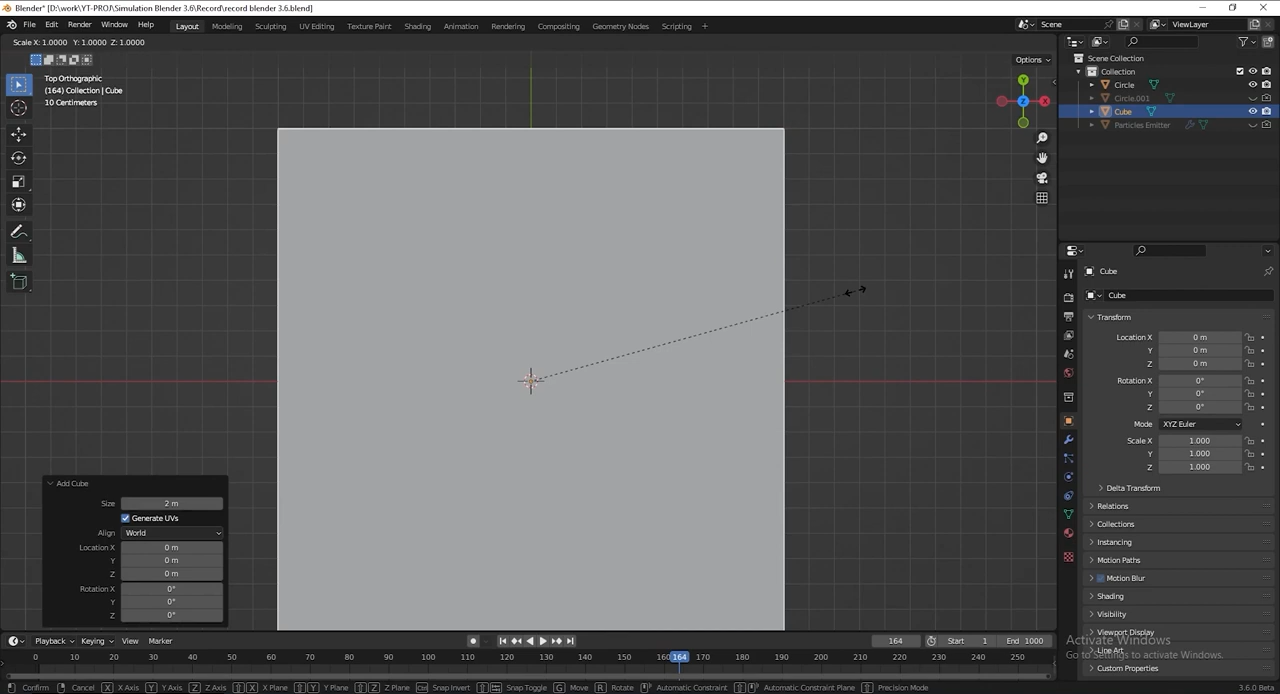 Blender* [D:\work\YT-PROJ\Simulation Blender 3.6\Record\record blender 3.6.blend]
File Edit Render Window Help Layout Modeling Sculpting UV Editing Texture Paint Shading Animation Rendering Compositing Geometry Nodes Scripting + Scene ViewLayer
Scale X: 1.0000 Y: 1.0000 Z: 1.0000
Options
Top Orthographic
(164) Collection | Cube
10 Centimeters
Y
Z
X
Scene Collection
Collection
Circle
Circle.001
Cube
Particles Emitter
Cube
Cube
Transform
Location X 0 m
Y 0 m
Z 0 m
Rotation X 0°
Y 0°
Z 0°
Mode XYZ Euler
Scale X 1.000
Y 1.000
Z 1.000
Delta Transform
Relations
Collections
Instancing
Motion Paths
Motion Blur
Shading
Visibility
Viewport Display
Line Art
Custom Properties
Activate Windows
Go to Settings to activate Windows.
Add Cube
Size 2 m
Generate UVs
Align World
Location X 0 m
Y 0 m
Z 0 m
Rotation X 0°
Y 0°
Z 0°
Playback Keying View Marker 164 Start 1 End 1000
0 10 20 30 40 50 60 70 80 90 100 110 120 130 140 150 160 164 170 180 190 200 210 220 230 240 250
Confirm Cancel X X Axis Y Y Axis Z Z Axis X X Plane Y Y Plane Z Z Plane Ctrl Snap Invert Snap Toggle G Move R Rotate Automatic Constraint Automatic Constraint Plane Precision Mode 3.6.0 Beta